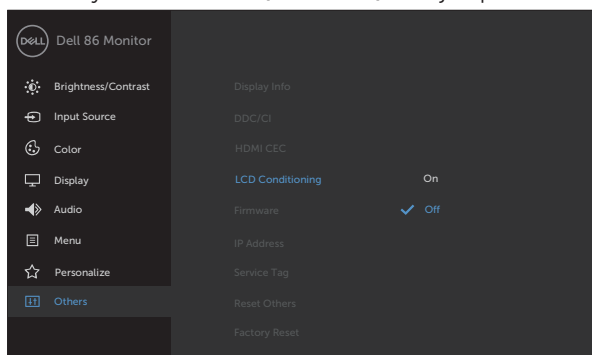 DELL Dell 86 Monitor
Brightness/Contrast Display Info
Input Source DDC/CI
Color HDMI CEC
Display LCD Conditioning On
Audio Firmware Off
Menu IP Address
Personalize Service Tag
Others Reset Others
Factory Reset